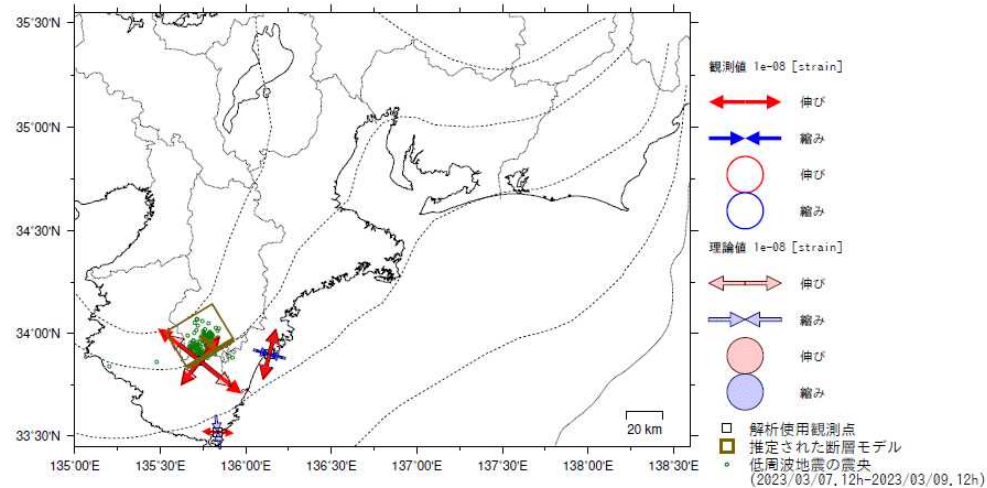 35°30'N
35°00'N
34°30'N
34°00'N
33°30'N
135°00'E
135°30'E
136°00'E
136°30'E
137°00'E
137°30'E
138°00'E
138°30'E
20 km
観測値 1e-08 [strain]
伸び
縮み
伸び
縮み
理論値 1e-08 [strain]
伸び
縮み
伸び
縮み
解析使用観測点
推定された断層モデル
低周波地震の震央
(2023/03/07.12h-2023/03/09.12h)